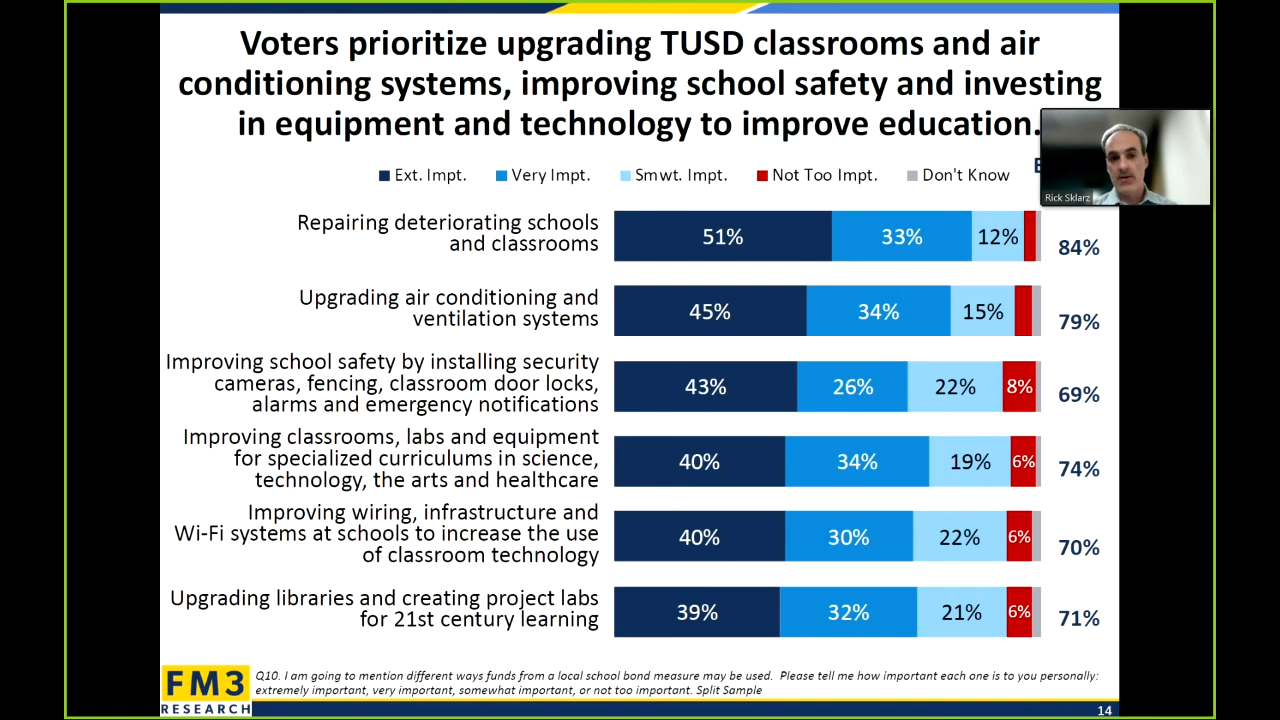 Voters prioritize upgrading TUSD classrooms and air
conditioning systems, improving school safety and investing
in equipment and technology to improve education.
Ext. Impt. Very Impt. Smwt. Impt. Not Too Impt. Don't Know
Rick Sklarz
Repairing deteriorating schools
and classrooms
51% 33% 12% 84%
Upgrading air conditioning and
ventilation systems
45% 34% 15% 79%
Improving school safety by installing security
cameras, fencing, classroom door locks,
alarms and emergency notifications
43% 26% 22% 8% 69%
Improving classrooms, labs and equipment
for specialized curriculums in science,
technology, the arts and healthcare
40% 34% 19% 6% 74%
Improving wiring, infrastructure and
Wi-Fi systems at schools to increase the use
of classroom technology
40% 30% 22% 6% 70%
Upgrading libraries and creating project labs
for 21st century learning
39% 32% 21% 6% 71%
FM3
RESEARCH
Q10. I am going to mention different ways funds from a local school bond measure may be used. Please tell me how important each one is to you personally:
extremely important, very important, somewhat important, or not too important. Split Sample
14